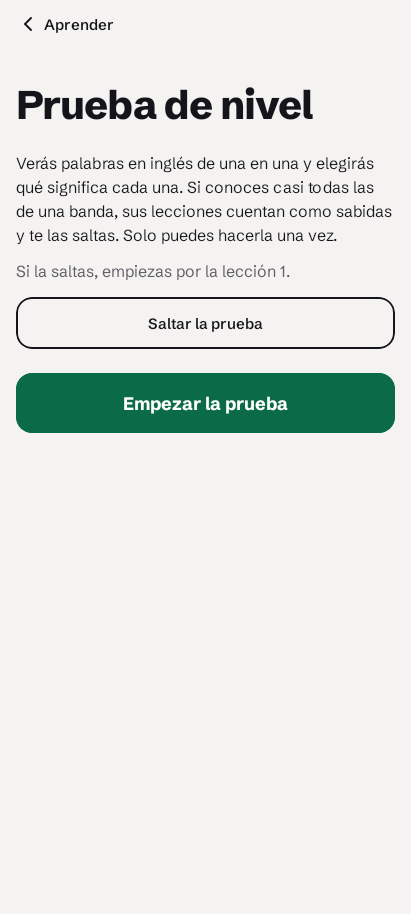 Aprender
Prueba de nivel
Verás palabras en inglés de una en una y elegirás
qué significa cada una. Si conoces casi todas las
de una banda, sus lecciones cuentan como sabidas
y te las saltas. Solo puedes hacerla una vez.
Si la saltas, empiezas por la lección 1.
Saltar la prueba
Empezar la prueba